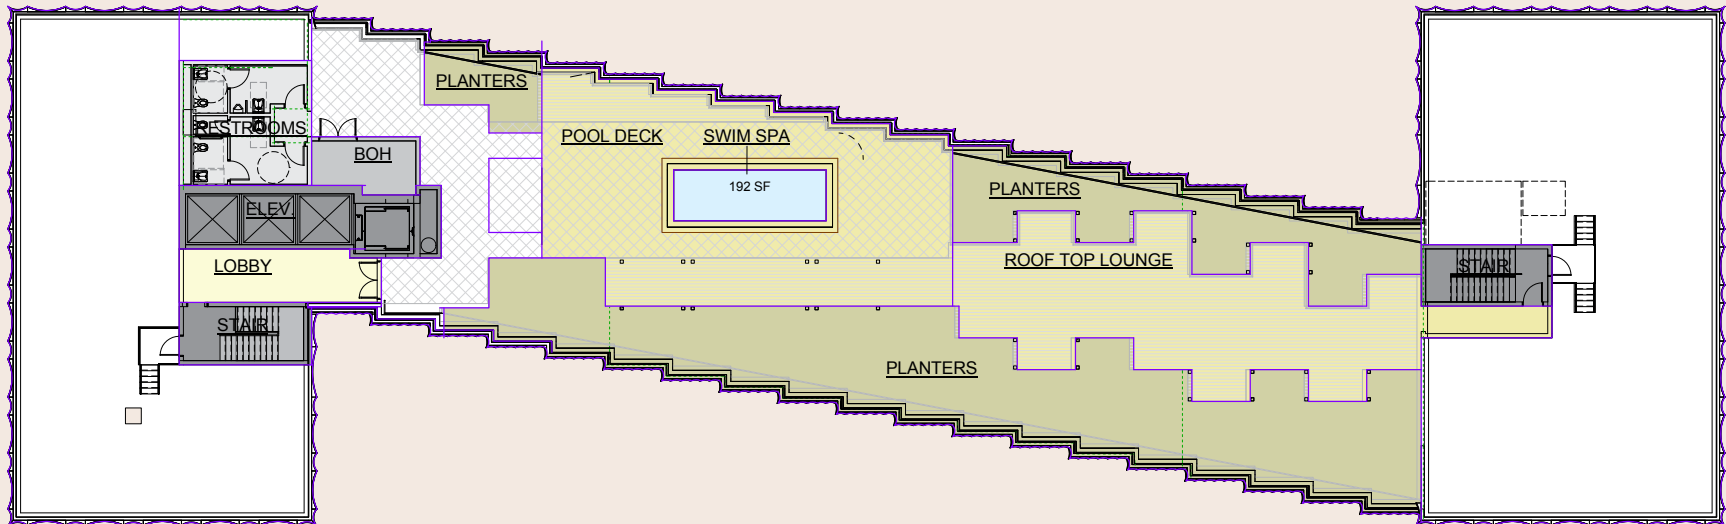 PLANTERS
RESTROOMS
POOL DECK
SWIM SPA
BOH
192 SF
PLANTERS
ELEV.
ROOF TOP LOUNGE
LOBBY
STAIR
STAIR
PLANTERS